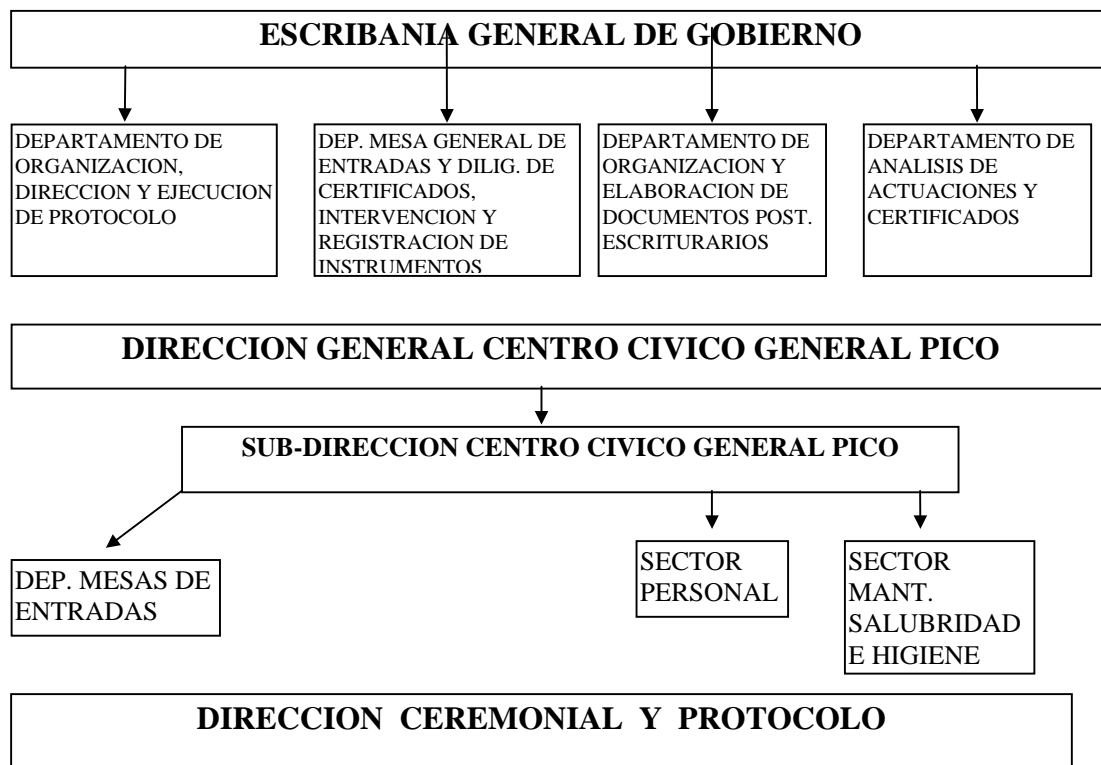 ESCRIBANIA GENERAL DE GOBIERNO
DEPARTAMENTO DE
ORGANIZACION,
DIRECCION Y EJECUCION
DE PROTOCOLO
DEP. MESA GENERAL DE
ENTRADAS Y DILIG. DE
CERTIFICADOS,
INTERVENCION Y
REGISTRACION DE
INSTRUMENTOS
DEPARTAMENTO DE
ORGANIZACION Y
ELABORACION DE
DOCUMENTOS POST.
ESCRITURARIOS
DEPARTAMENTO DE
ANALISIS DE
ACTUACIONES Y
CERTIFICADOS
DIRECCION GENERAL CENTRO CIVICO GENERAL PICO
SUB-DIRECCION CENTRO CIVICO GENERAL PICO
DEP. MESAS DE
ENTRADAS
SECTOR
PERSONAL
SECTOR
MANT.
SALUBRIDAD
E HIGIENE
DIRECCION CEREMONIAL Y PROTOCOLO